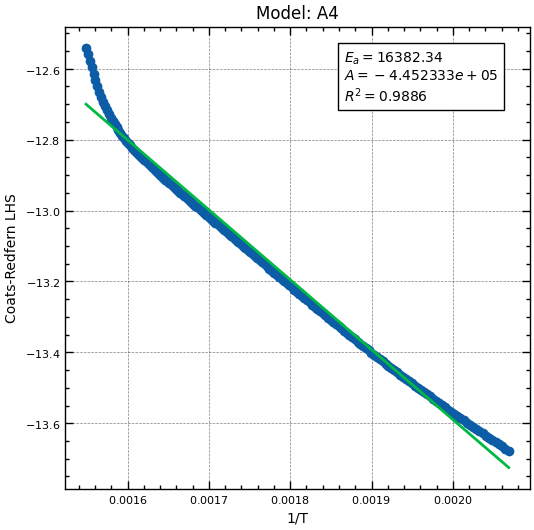 Model: A4
−12.6
−12.8
−13.0
−13.2
−13.4
−13.6
Coats-Redfern LHS
E_a = 16382.34
A = −4.452333e + 05
R² = 0.9886
0.0016 0.0017 0.0018 0.0019 0.0020
1/T